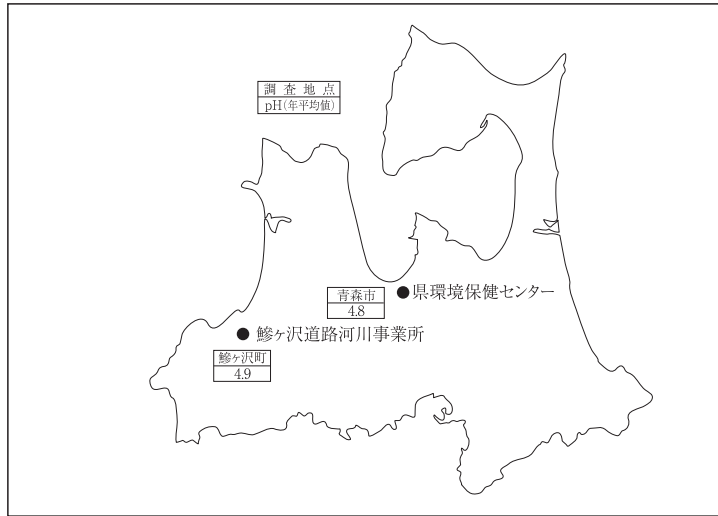 調査地点
pH(年平均値)
県環境保健センター
青森市
4.8
鰺ヶ沢道路河川事業所
鰺ヶ沢町
4.9